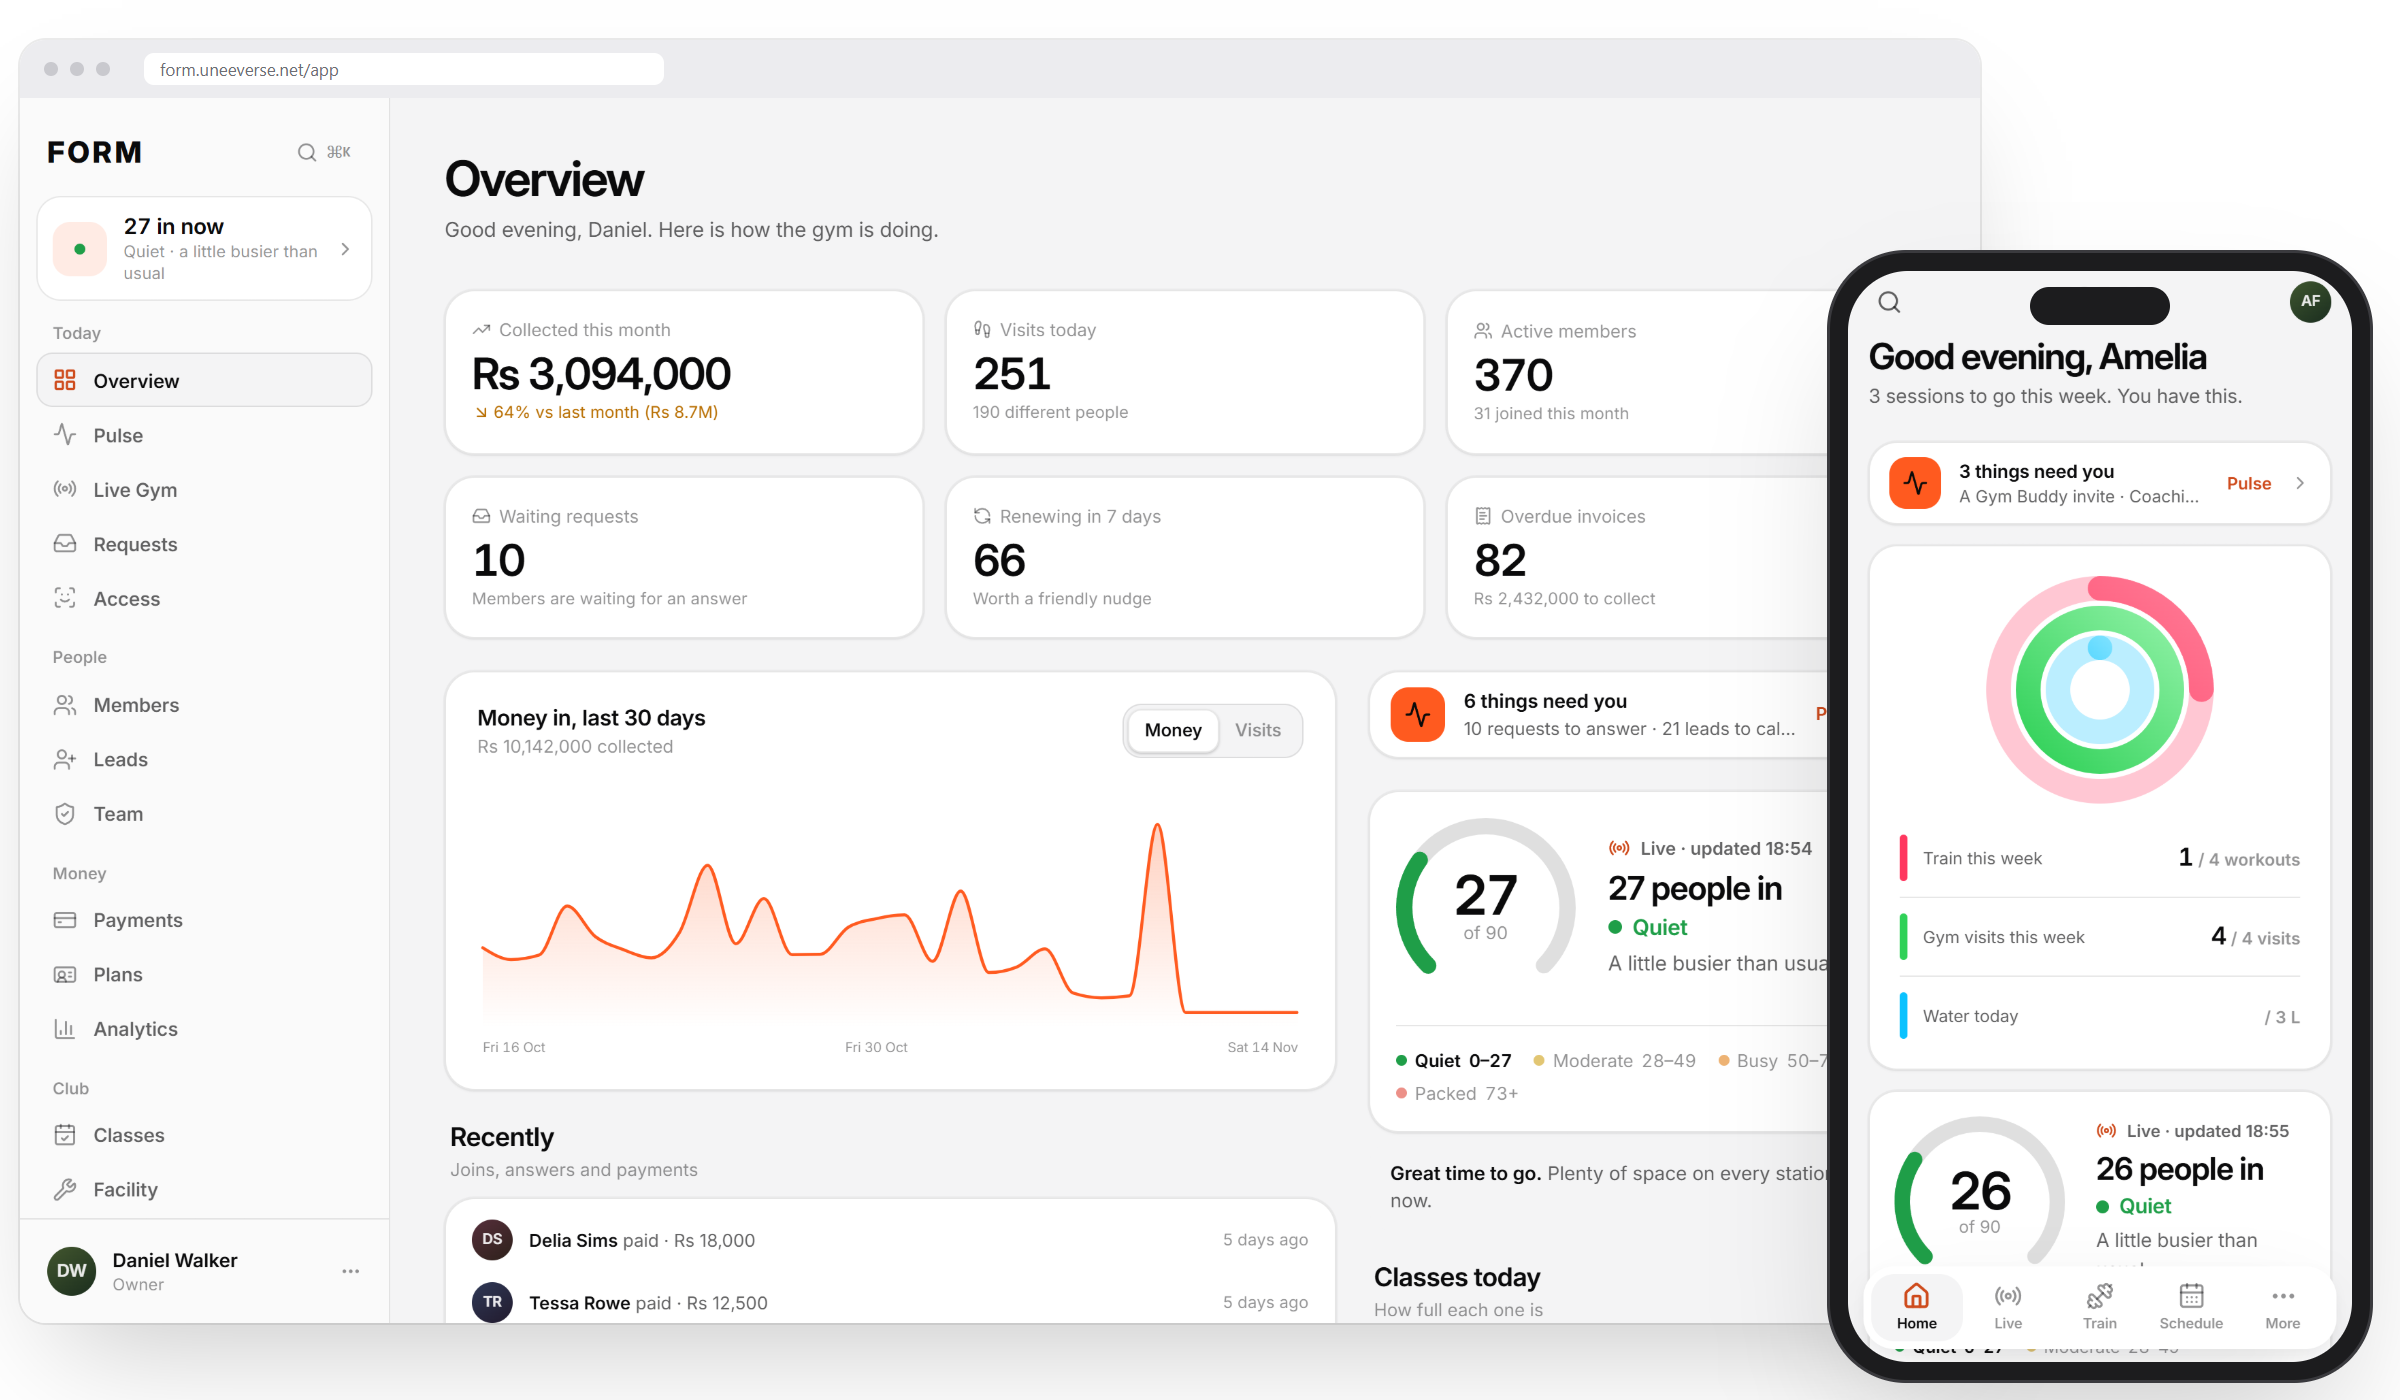 form.uneeverse.net/app
FORM
⌘K
27 in now
Quiet · a little busier than
usual
Today
Overview
Pulse
Live Gym
Requests
Access
People
Members
Leads
Team
Money
Payments
Plans
Analytics
Club
Classes
Facility
DW
Daniel Walker
Owner
Overview
Good evening, Daniel. Here is how the gym is doing.
Collected this month
Rs 3,094,000
64% vs last month (Rs 8.7M)
Visits today
251
190 different people
Active members
370
31 joined this month
Waiting requests
10
Members are waiting for an answer
Renewing in 7 days
66
Worth a friendly nudge
Overdue invoices
82
Rs 2,432,000 to collect
Money in, last 30 days
Rs 10,142,000 collected
Money
Visits
Fri 16 Oct
Fri 30 Oct
Sat 14 Nov
Recently
Joins, answers and payments
DS
Delia Sims paid · Rs 18,000
5 days ago
TR
Tessa Rowe paid · Rs 12,500
5 days ago
6 things need you
10 requests to answer · 21 leads to cal...
27
of 90
Live · updated 18:54
27 people in
Quiet
A little busier than
Quiet 0–27
Moderate 28–49
Busy
Packed 73+
Great time to go. Plenty of space on every
now.
Classes today
How full each one is
AF
Good evening, Amelia
3 sessions to go this week. You have this.
3 things need you
A Gym Buddy invite · Coachi...
Pulse
Train this week
1 / 4 workouts
Gym visits this week
4 / 4 visits
Water today
/ 3 L
26
of 90
Live · updated 18:55
26 people in
Quiet
A little busier than
Home
Live
Train
Schedule
More